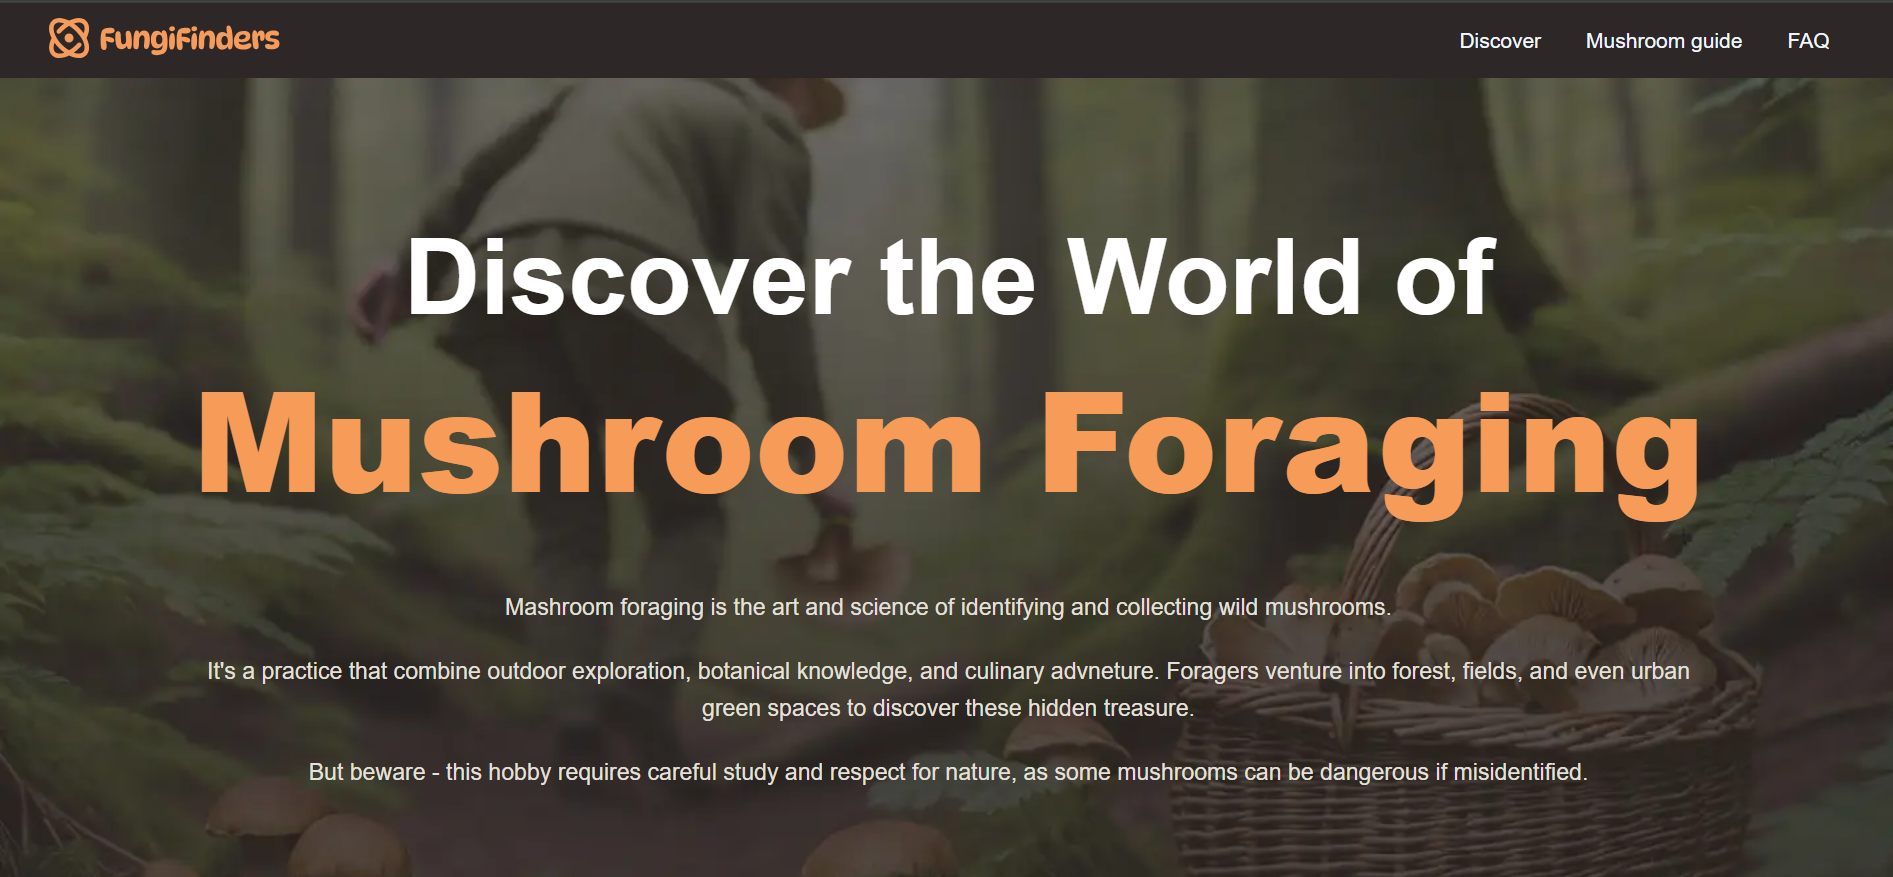 FungiFinders
Discover
Mushroom guide
FAQ
Discover the World of
Mushroom Foraging
Mashroom foraging is the art and science of identifying and collecting wild mushrooms.
It's a practice that combine outdoor exploration, botanical knowledge, and culinary advneture. Foragers venture into forest, fields, and even urban
green spaces to discover these hidden treasure.
But beware - this hobby requires careful study and respect for nature, as some mushrooms can be dangerous if misidentified.